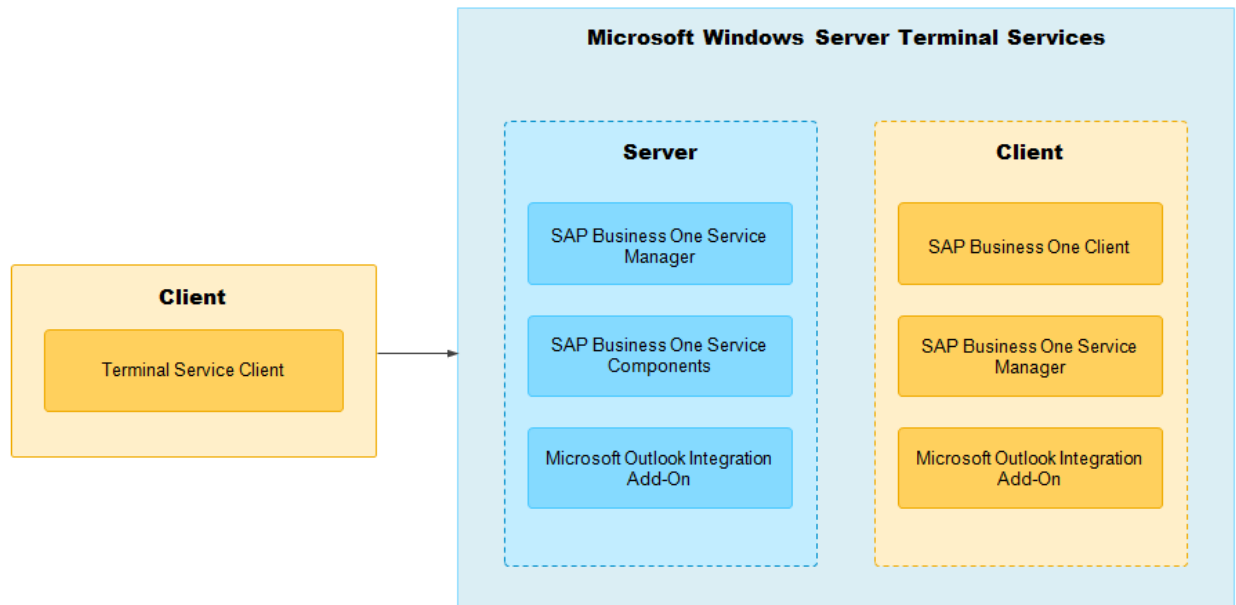 Microsoft Windows Server Terminal Services
Server
SAP Business One Service
Manager
SAP Business One Service
Components
Microsoft Outlook Integration
Add-On
Client
SAP Business One Client
SAP Business One Service
Manager
Microsoft Outlook Integration
Add-On
Client
Terminal Service Client